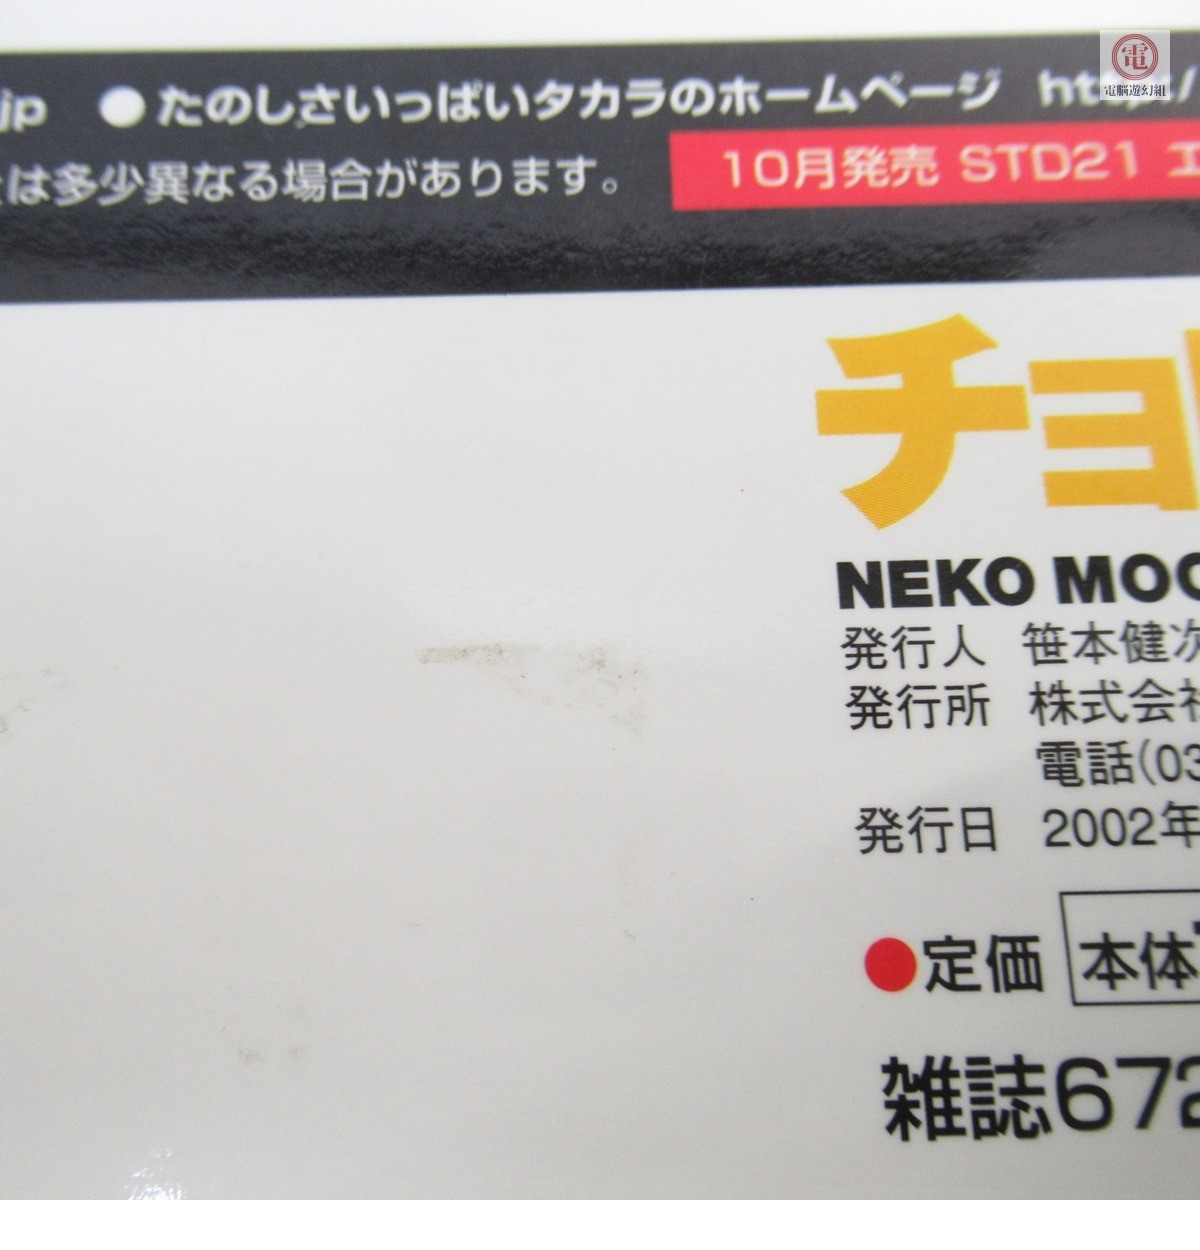 電
電脳遊幻組
jp ●たのしさいっぱいタカラのホームページ
は多少異なる場合があります。
10月発売 STD21 エ
チョ
NEKO MOO
発行人 笹本健次
発行所 株式会社
電話(03
発行日 2002年
●定価 本体
雑誌672